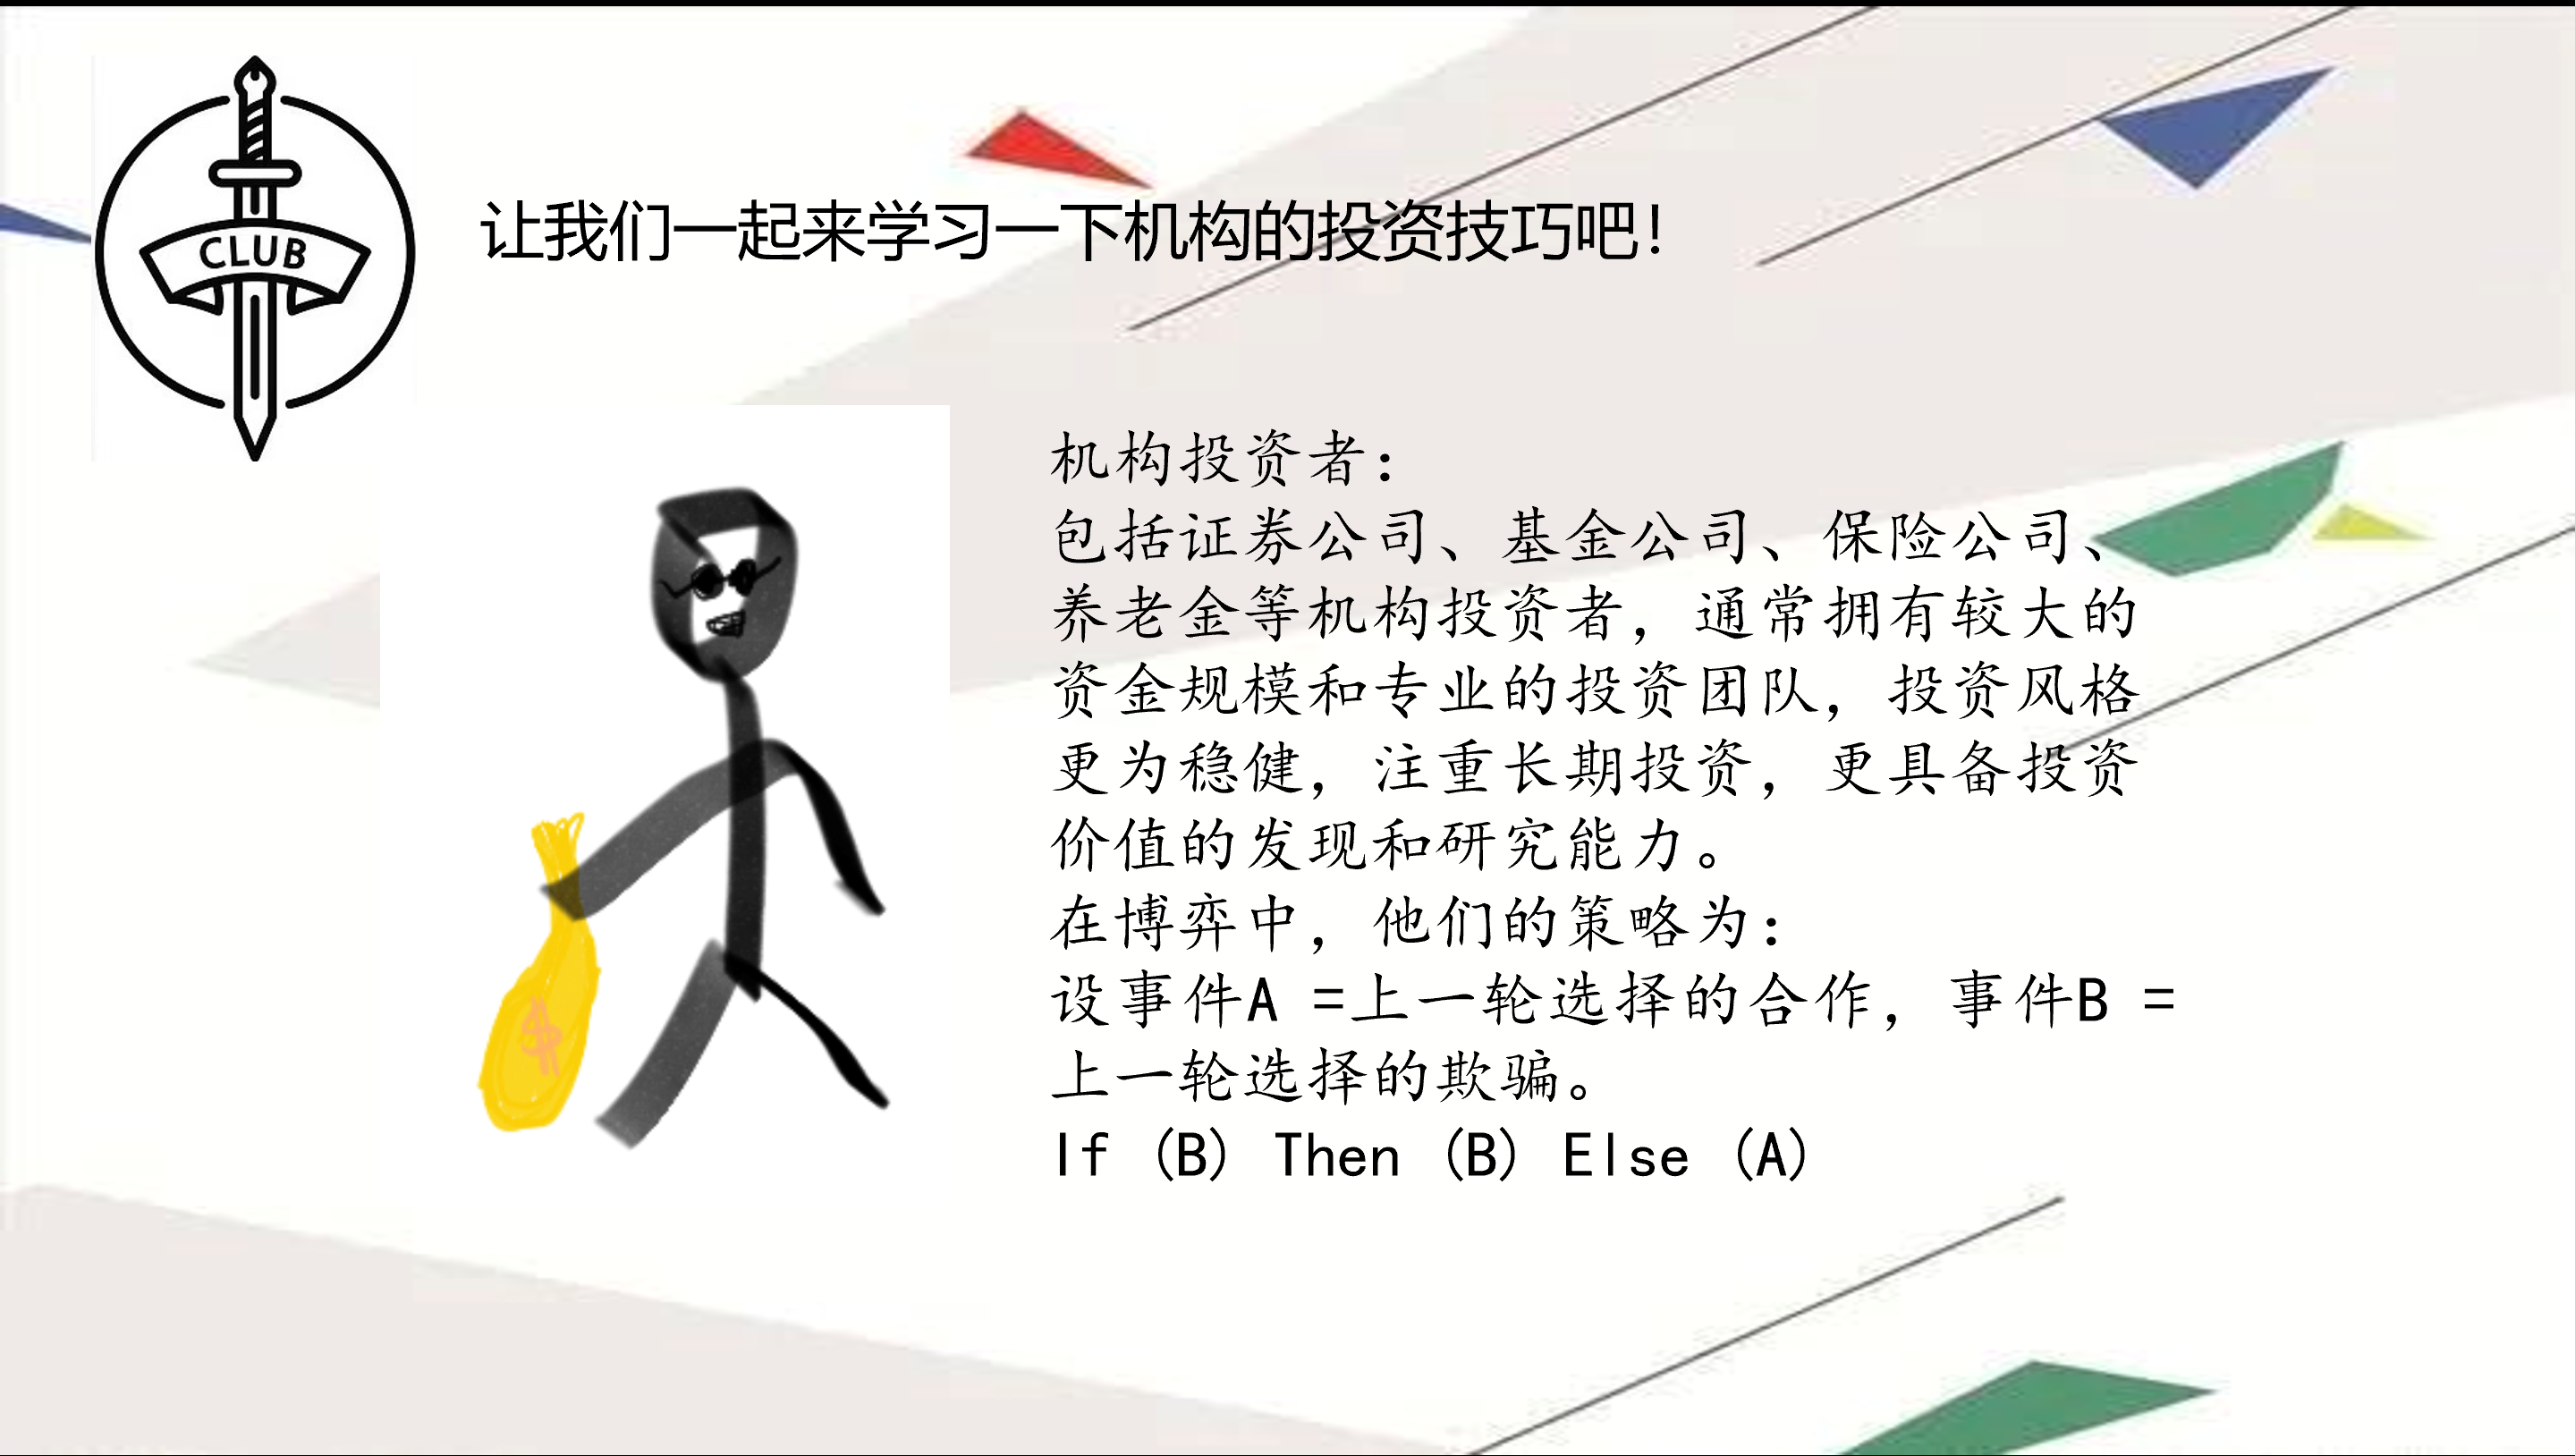 CLUB
让我们一起来学习一下机构的投资技巧吧！
机构投资者：
包括证券公司、基金公司、保险公司、
养老金等机构投资者，通常拥有较大的
资金规模和专业的投资团队，投资风格
更为稳健，注重长期投资，更具备投资
价值的发现和研究能力。
在博弈中，他们的策略为：
设事件A =上一轮选择的合作，事件B =
上一轮选择的欺骗。
If (B) Then (B) Else (A)
$